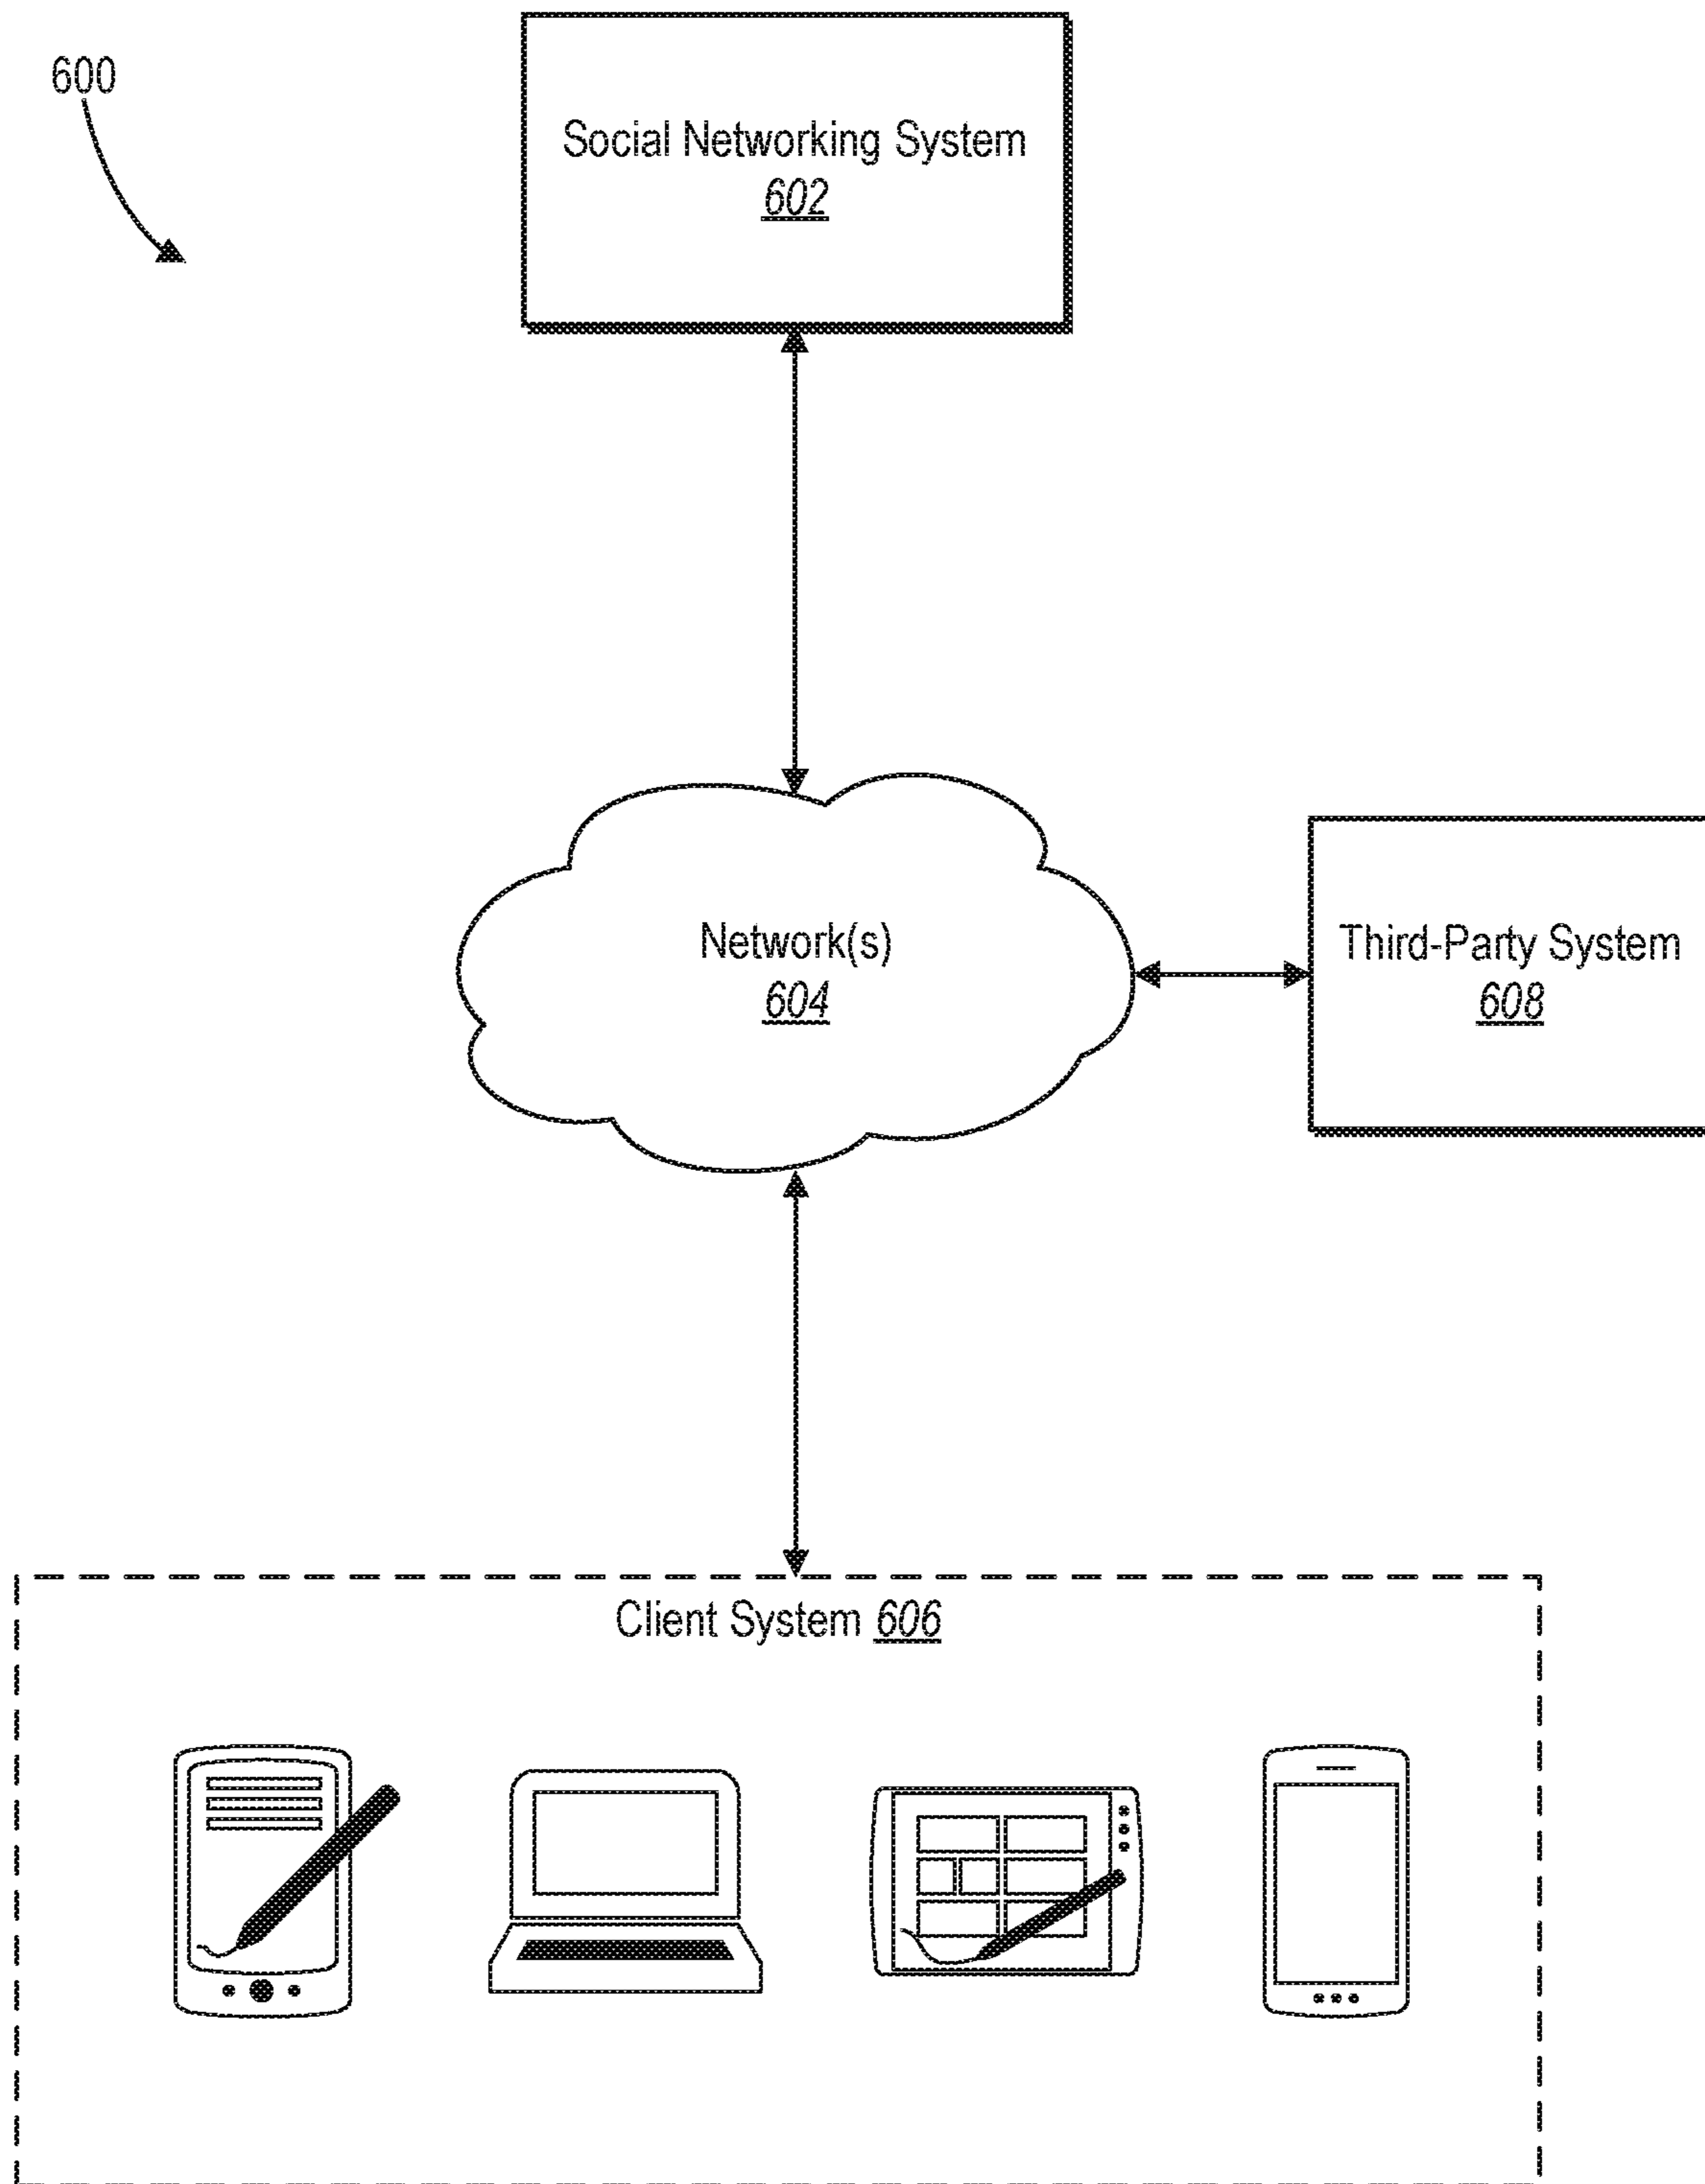 600
Social Networking System
602
Network(s)
604
Third-Party System
608
Client System 606